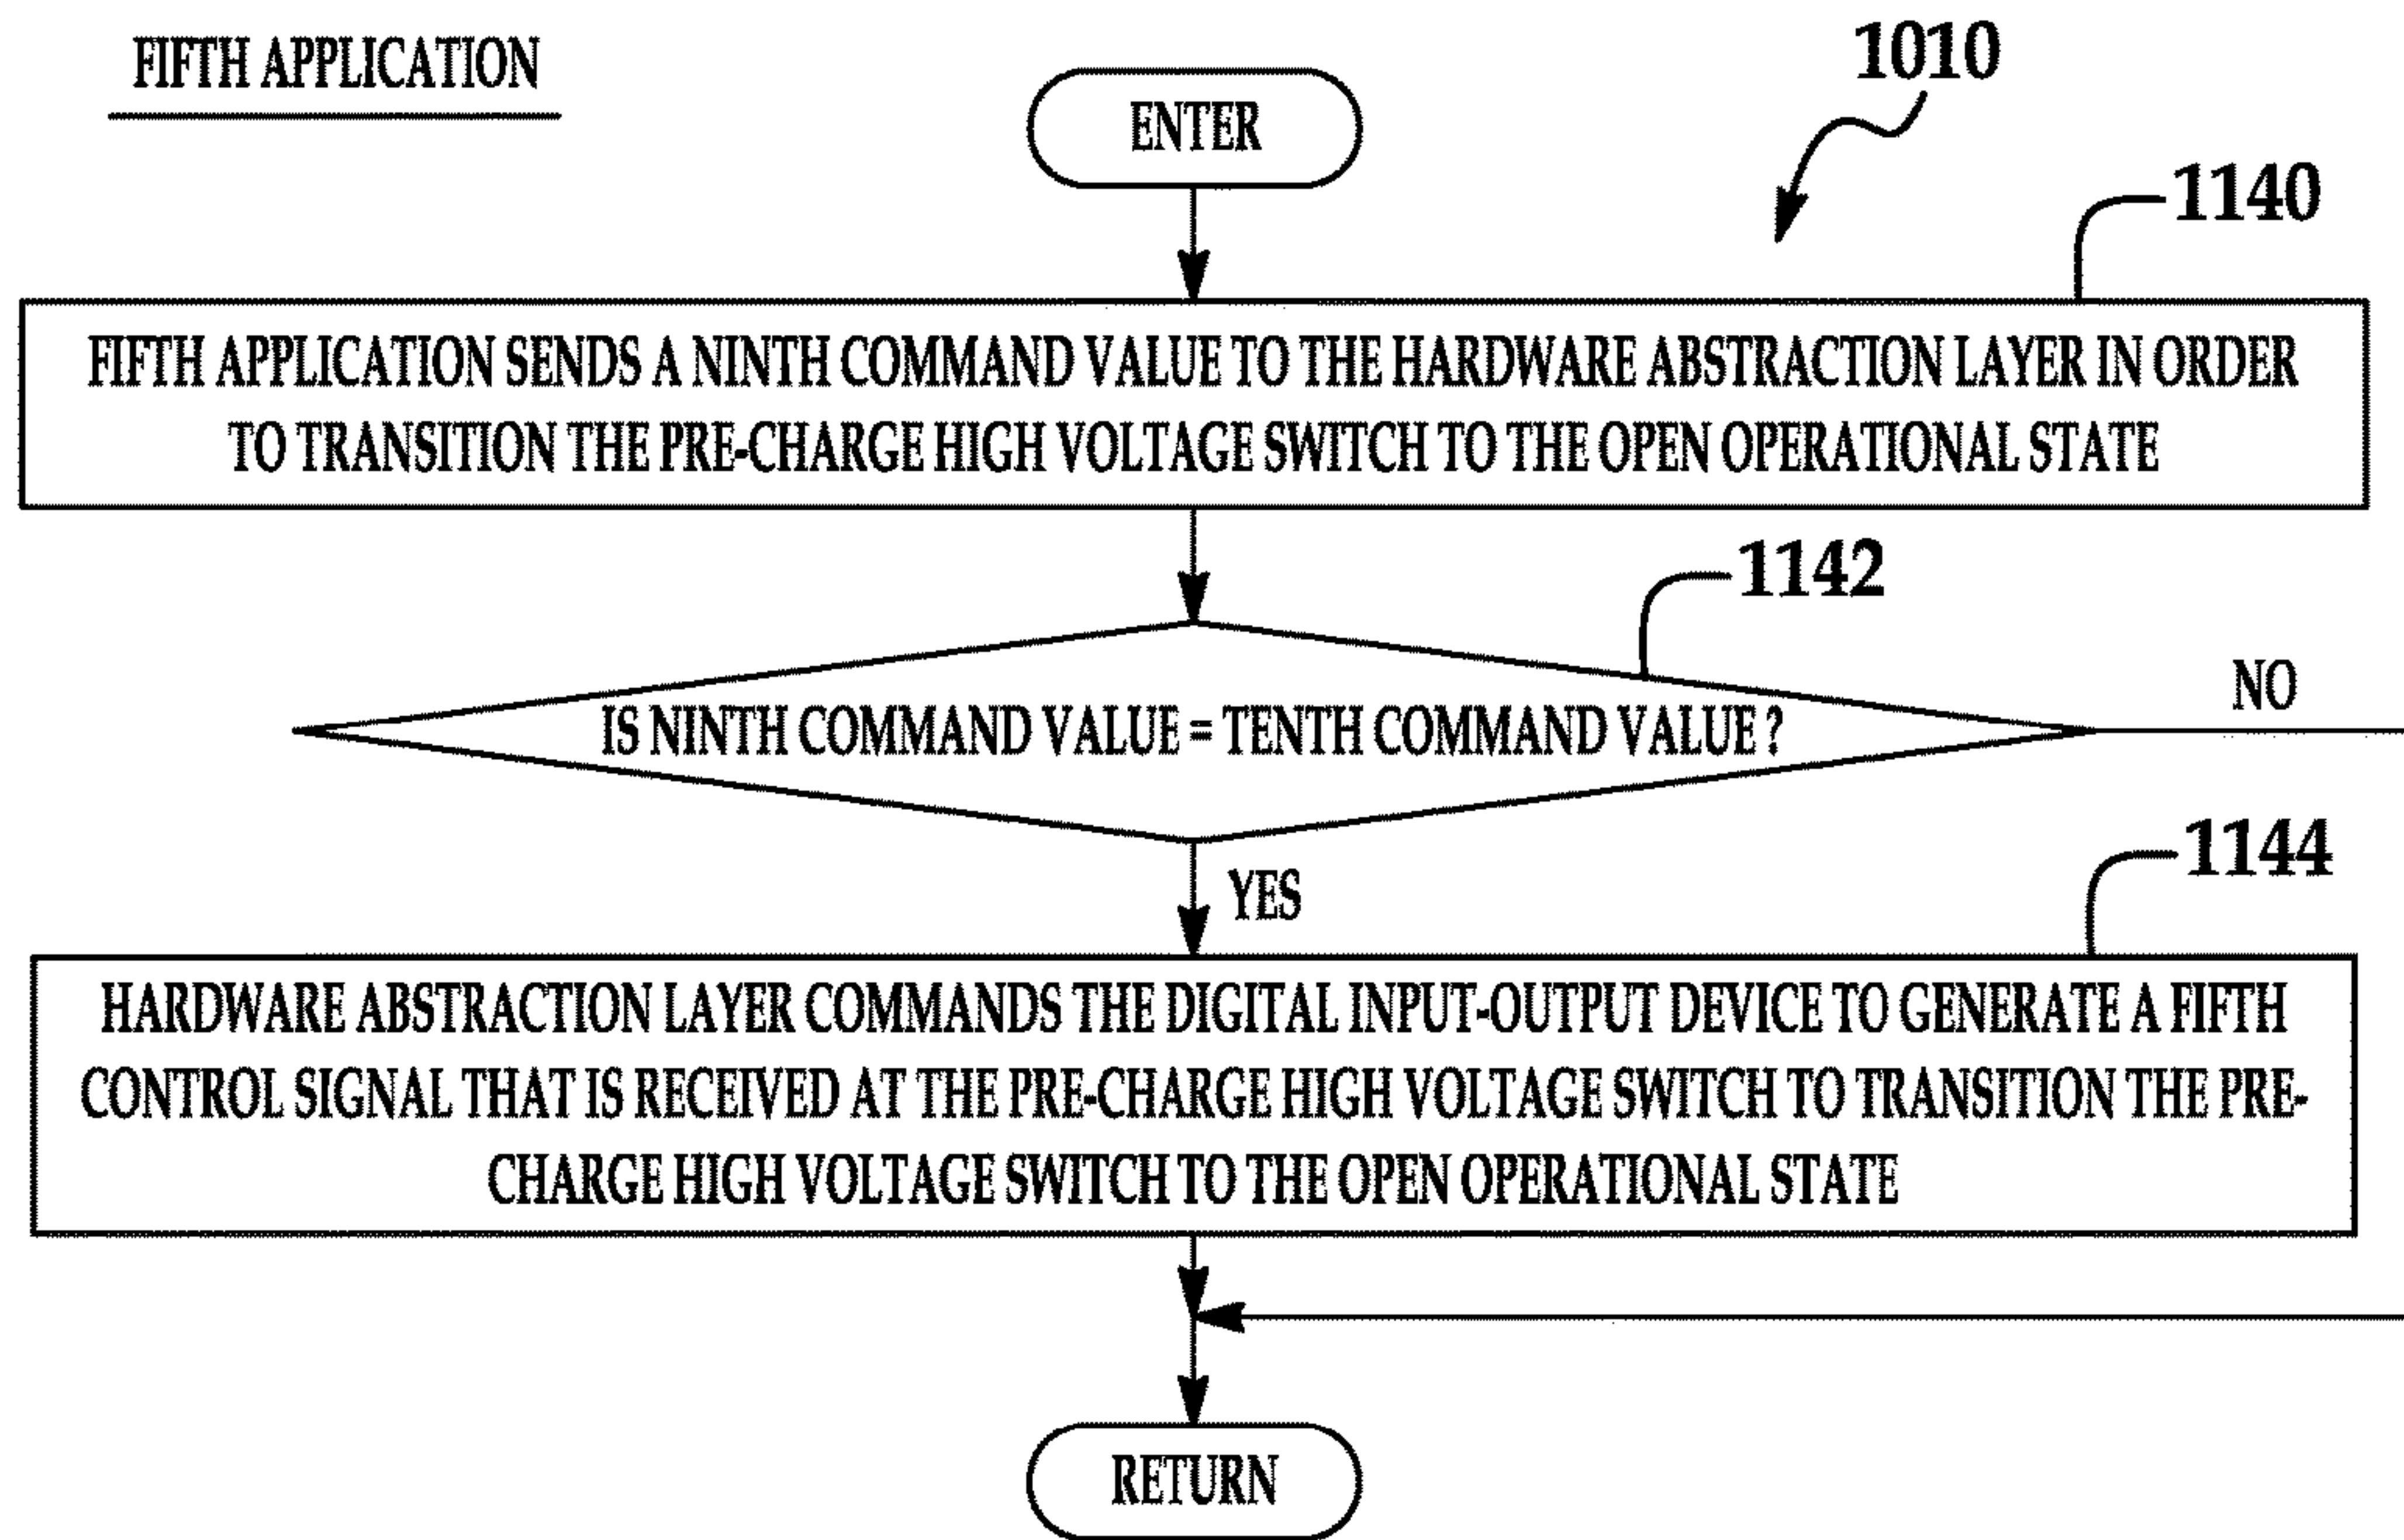 FIFTH APPLICATION
1010
ENTER
1140
FIFTH APPLICATION SENDS A NINTH COMMAND VALUE TO THE HARDWARE ABSTRACTION LAYER IN ORDER
TO TRANSITION THE PRE-CHARGE HIGH VOLTAGE SWITCH TO THE OPEN OPERATIONAL STATE
1142
IS NINTH COMMAND VALUE = TENTH COMMAND VALUE ?
NO
YES
1144
HARDWARE ABSTRACTION LAYER COMMANDS THE DIGITAL INPUT-OUTPUT DEVICE TO GENERATE A FIFTH
CONTROL SIGNAL THAT IS RECEIVED AT THE PRE-CHARGE HIGH VOLTAGE SWITCH TO TRANSITION THE PRE-
CHARGE HIGH VOLTAGE SWITCH TO THE OPEN OPERATIONAL STATE
RETURN